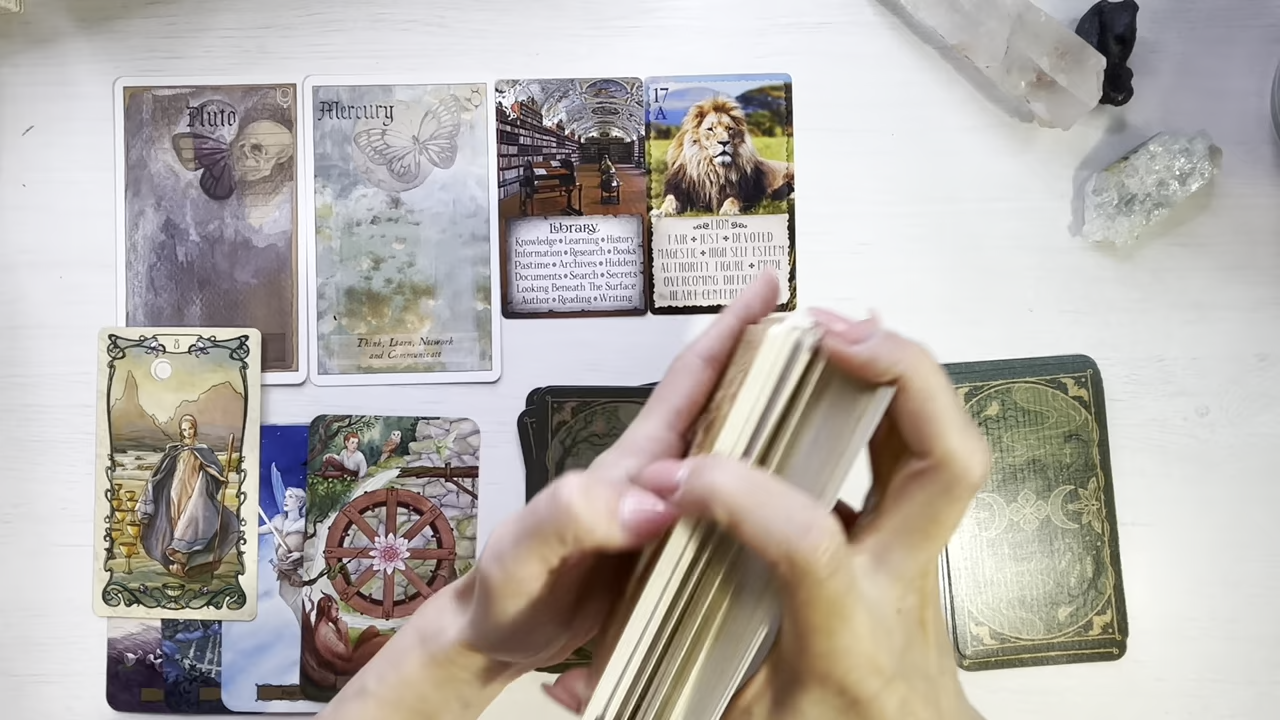 Pluto
Mercury
Think, Learn, Network
and Communicate
Library
Knowledge • Learning • History
Information • Research • Books
Pastime • Archives • Hidden
Documents • Search • Secrets
Looking Beneath The Surface
Author • Reading • Writing
17
A
LION
FAIR ❖ JUST ❖ DEVOTED
MAGESTIC ❖ HIGH SELF ESTEEM
AUTHORITY FIGURE ❖ PRIDE
OVERCOMING
HEART
8